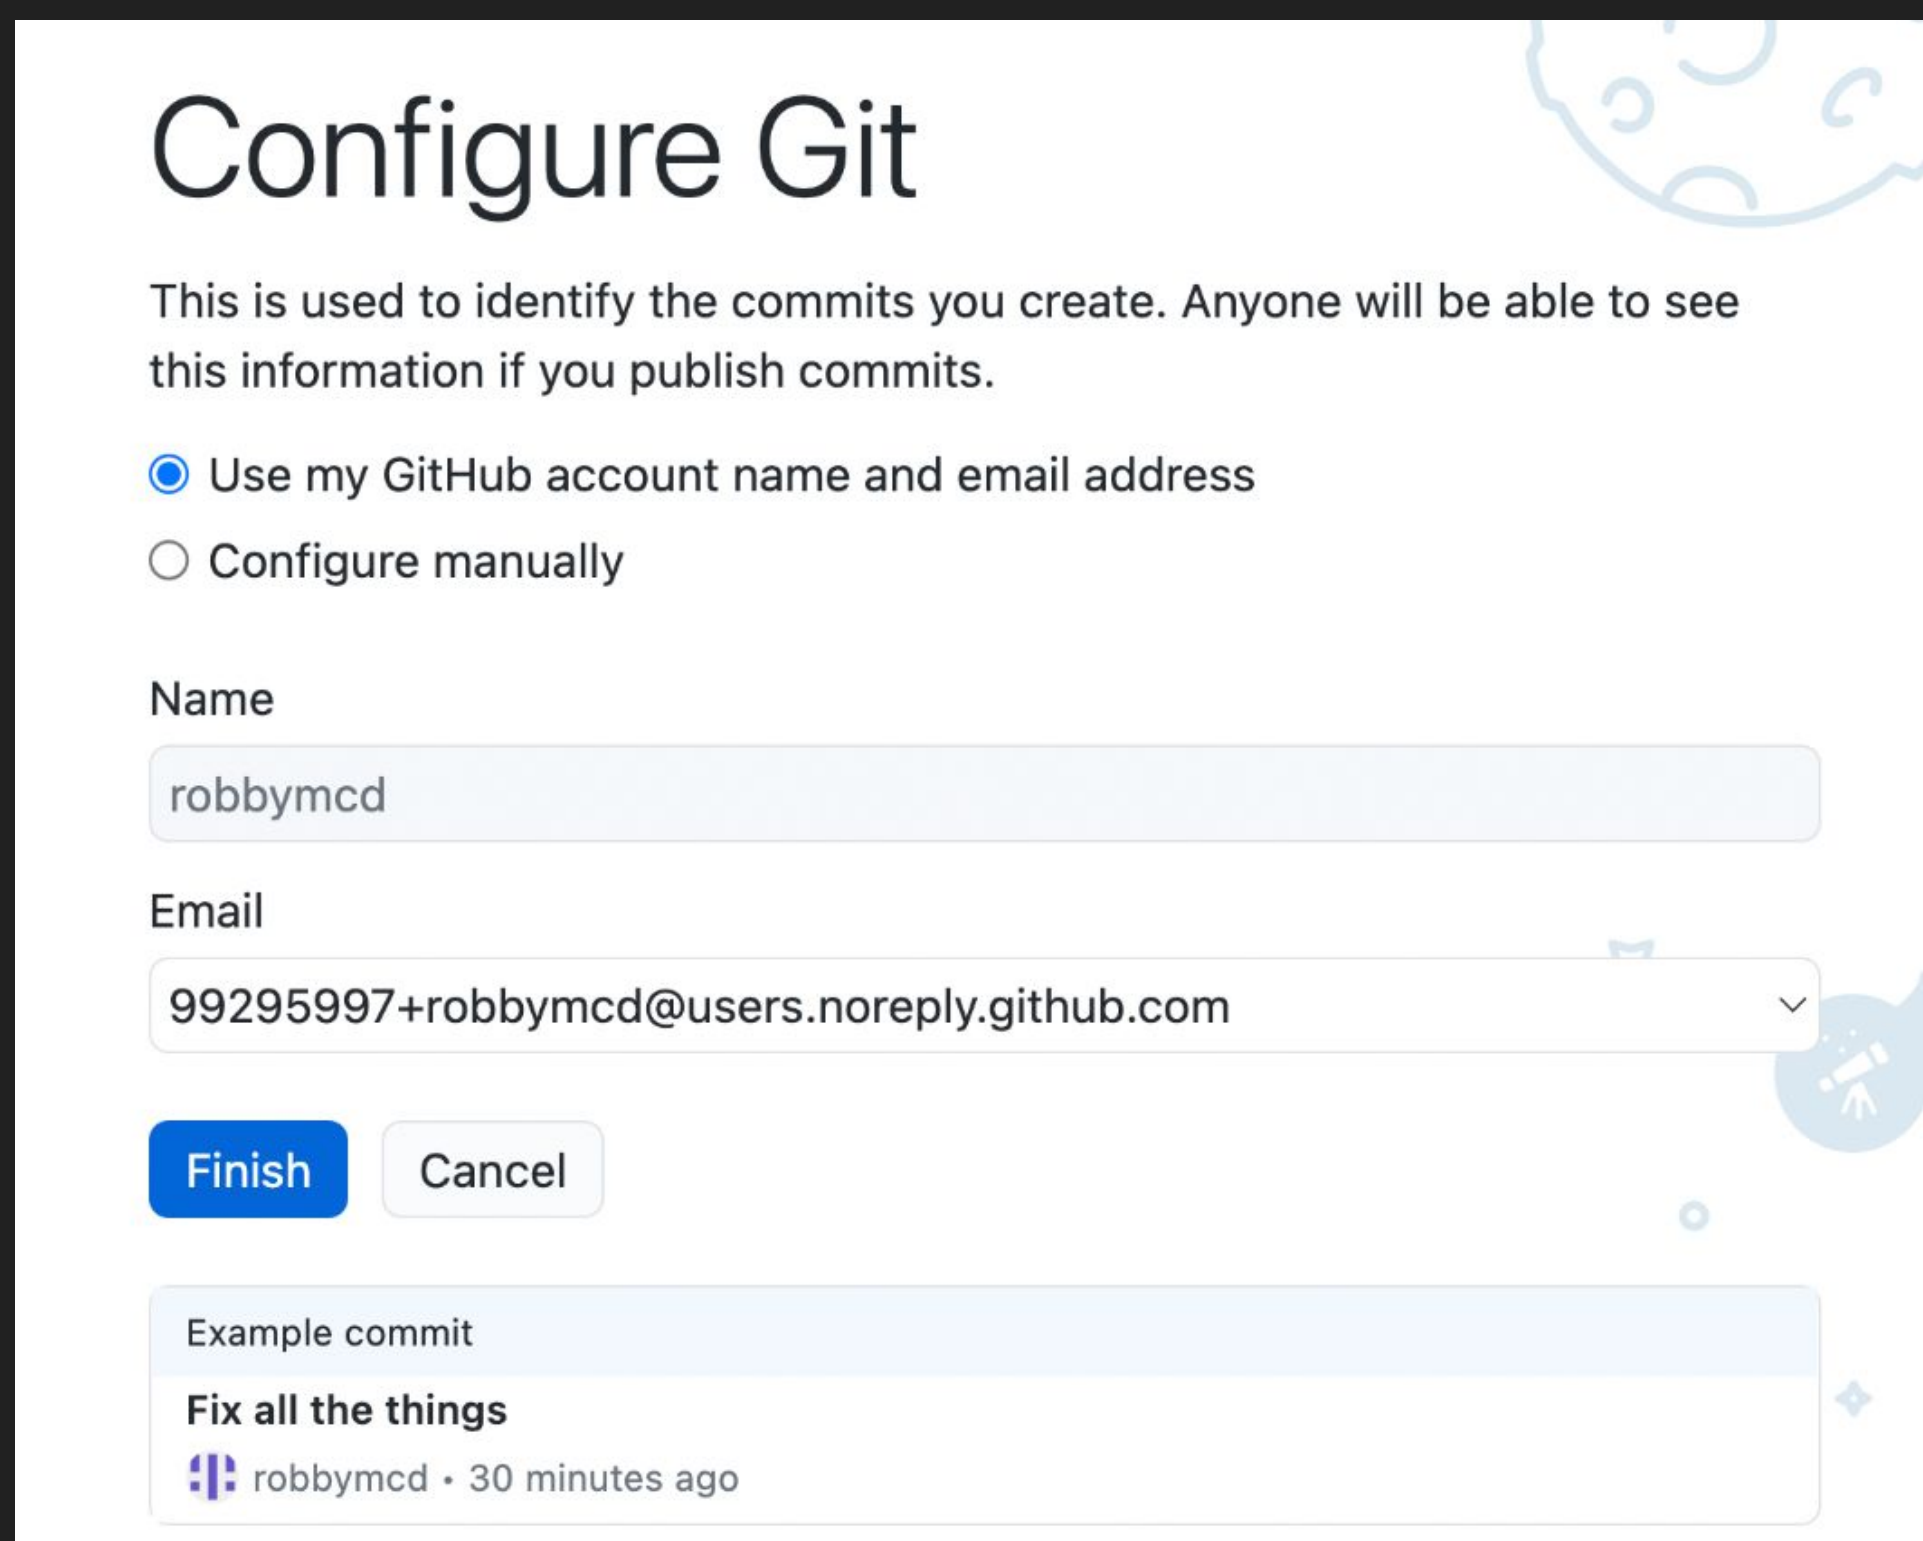 Configure Git
This is used to identify the commits you create. Anyone will be able to see
this information if you publish commits.
Use my GitHub account name and email address
Configure manually
Name
robbymcd
Email
99295997+robbymcd@users.noreply.github.com
Finish Cancel
Example commit
Fix all the things
robbymcd • 30 minutes ago